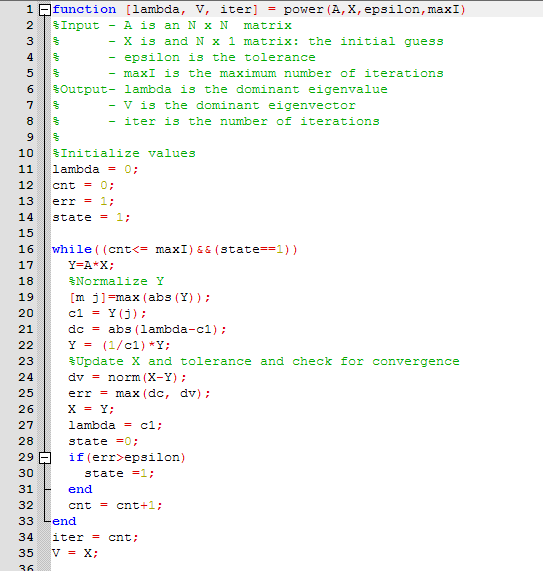 1 function [lambda, V, iter] = power(A,X,epsilon,maxI)
2 %Input - A is an N x N  matrix
3 %      - X is and N x 1 matrix: the initial guess
4 %      - epsilon is the tolerance
5 %      - maxI is the maximum number of iterations
6 %Output- lambda is the dominant eigenvalue
7 %      - V is the dominant eigenvector
8 %      - iter is the number of iterations
9 %
10 %Initialize values
11 lambda = 0;
12 cnt = 0;
13 err = 1;
14 state = 1;
15
16 while((cnt<= maxI)&&(state==1))
17   Y=A*X;
18   %Normalize Y
19   [m j]=max(abs(Y));
20   c1 = Y(j);
21   dc = abs(lambda-c1);
22   Y = (1/c1)*Y;
23   %Update X and tolerance and check for convergence
24   dv = norm(X-Y);
25   err = max(dc, dv);
26   X = Y;
27   lambda = c1;
28   state =0;
29   if(err>epsilon)
30     state =1;
31   end
32   cnt = cnt+1;
33 end
34 iter = cnt;
35 V = X;
36